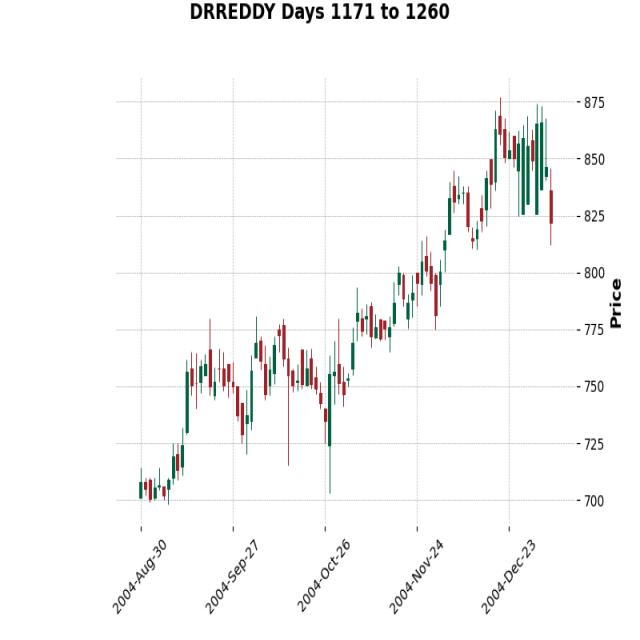 DRREDDY Days 1171 to 1260
875
850
825
800
775
750
725
700
Price
2004-Aug-30
2004-Sep-27
2004-Oct-26
2004-Nov-24
2004-Dec-23